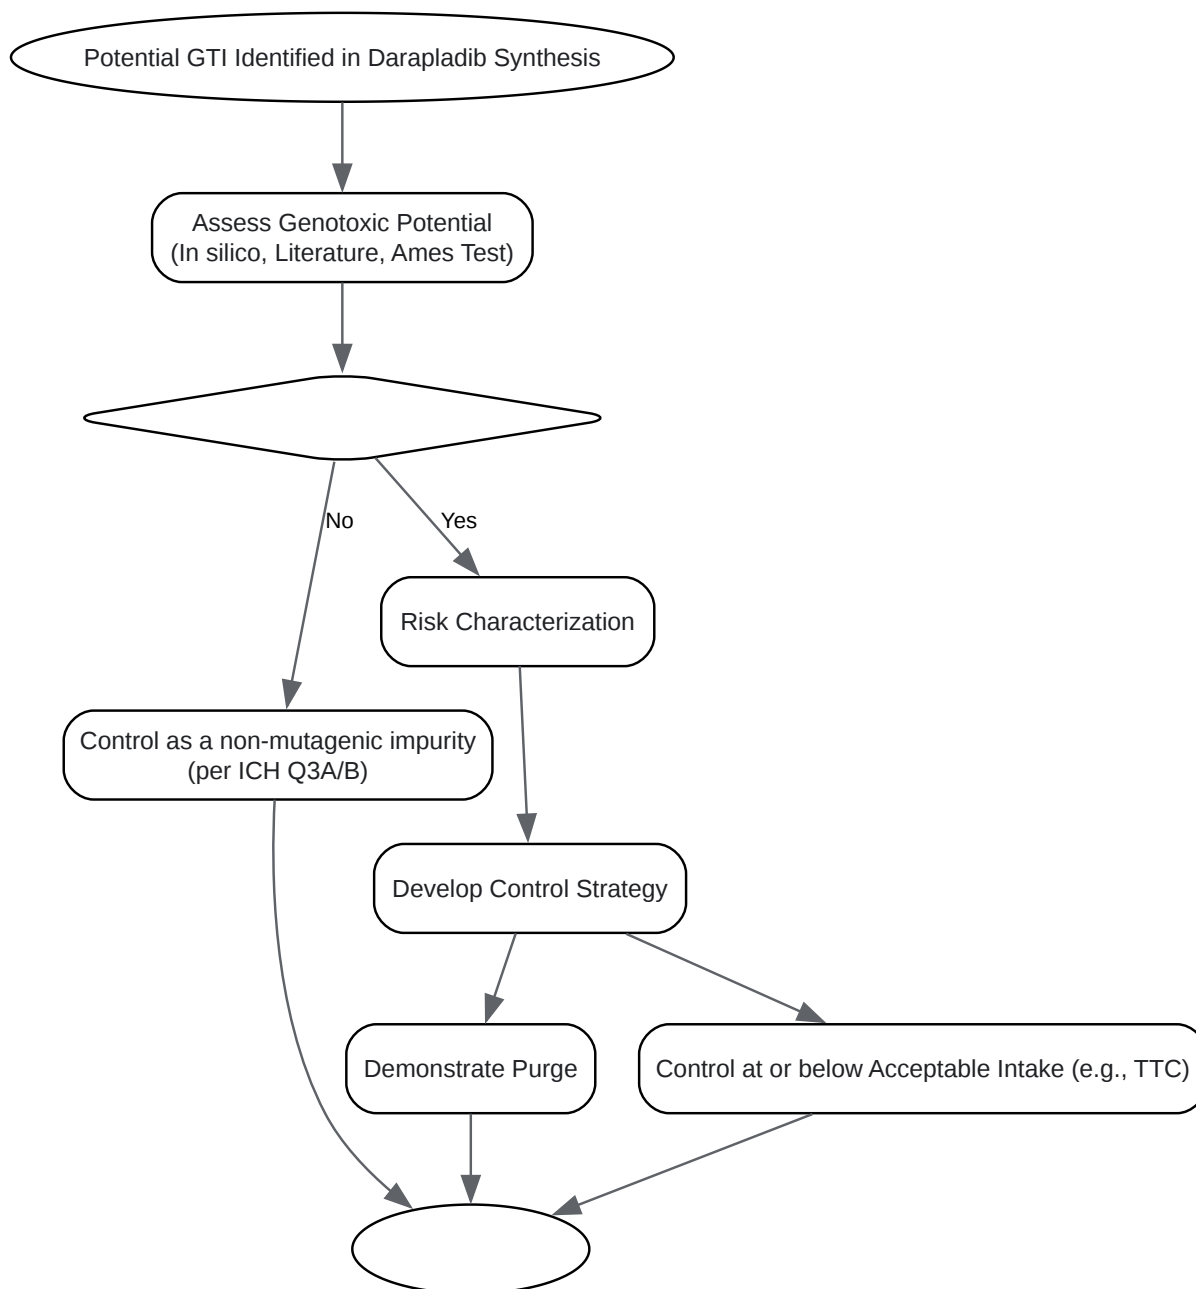 Potential GTI Identified in Darapladib Synthesis
Assess Genotoxic Potential
(In silico, Literature, Ames Test)
No
Yes
Risk Characterization
Control as a non-mutagenic impurity
(per ICH Q3A/B)
Develop Control Strategy
Demonstrate Purge
Control at or below Acceptable Intake (e.g., TTC)